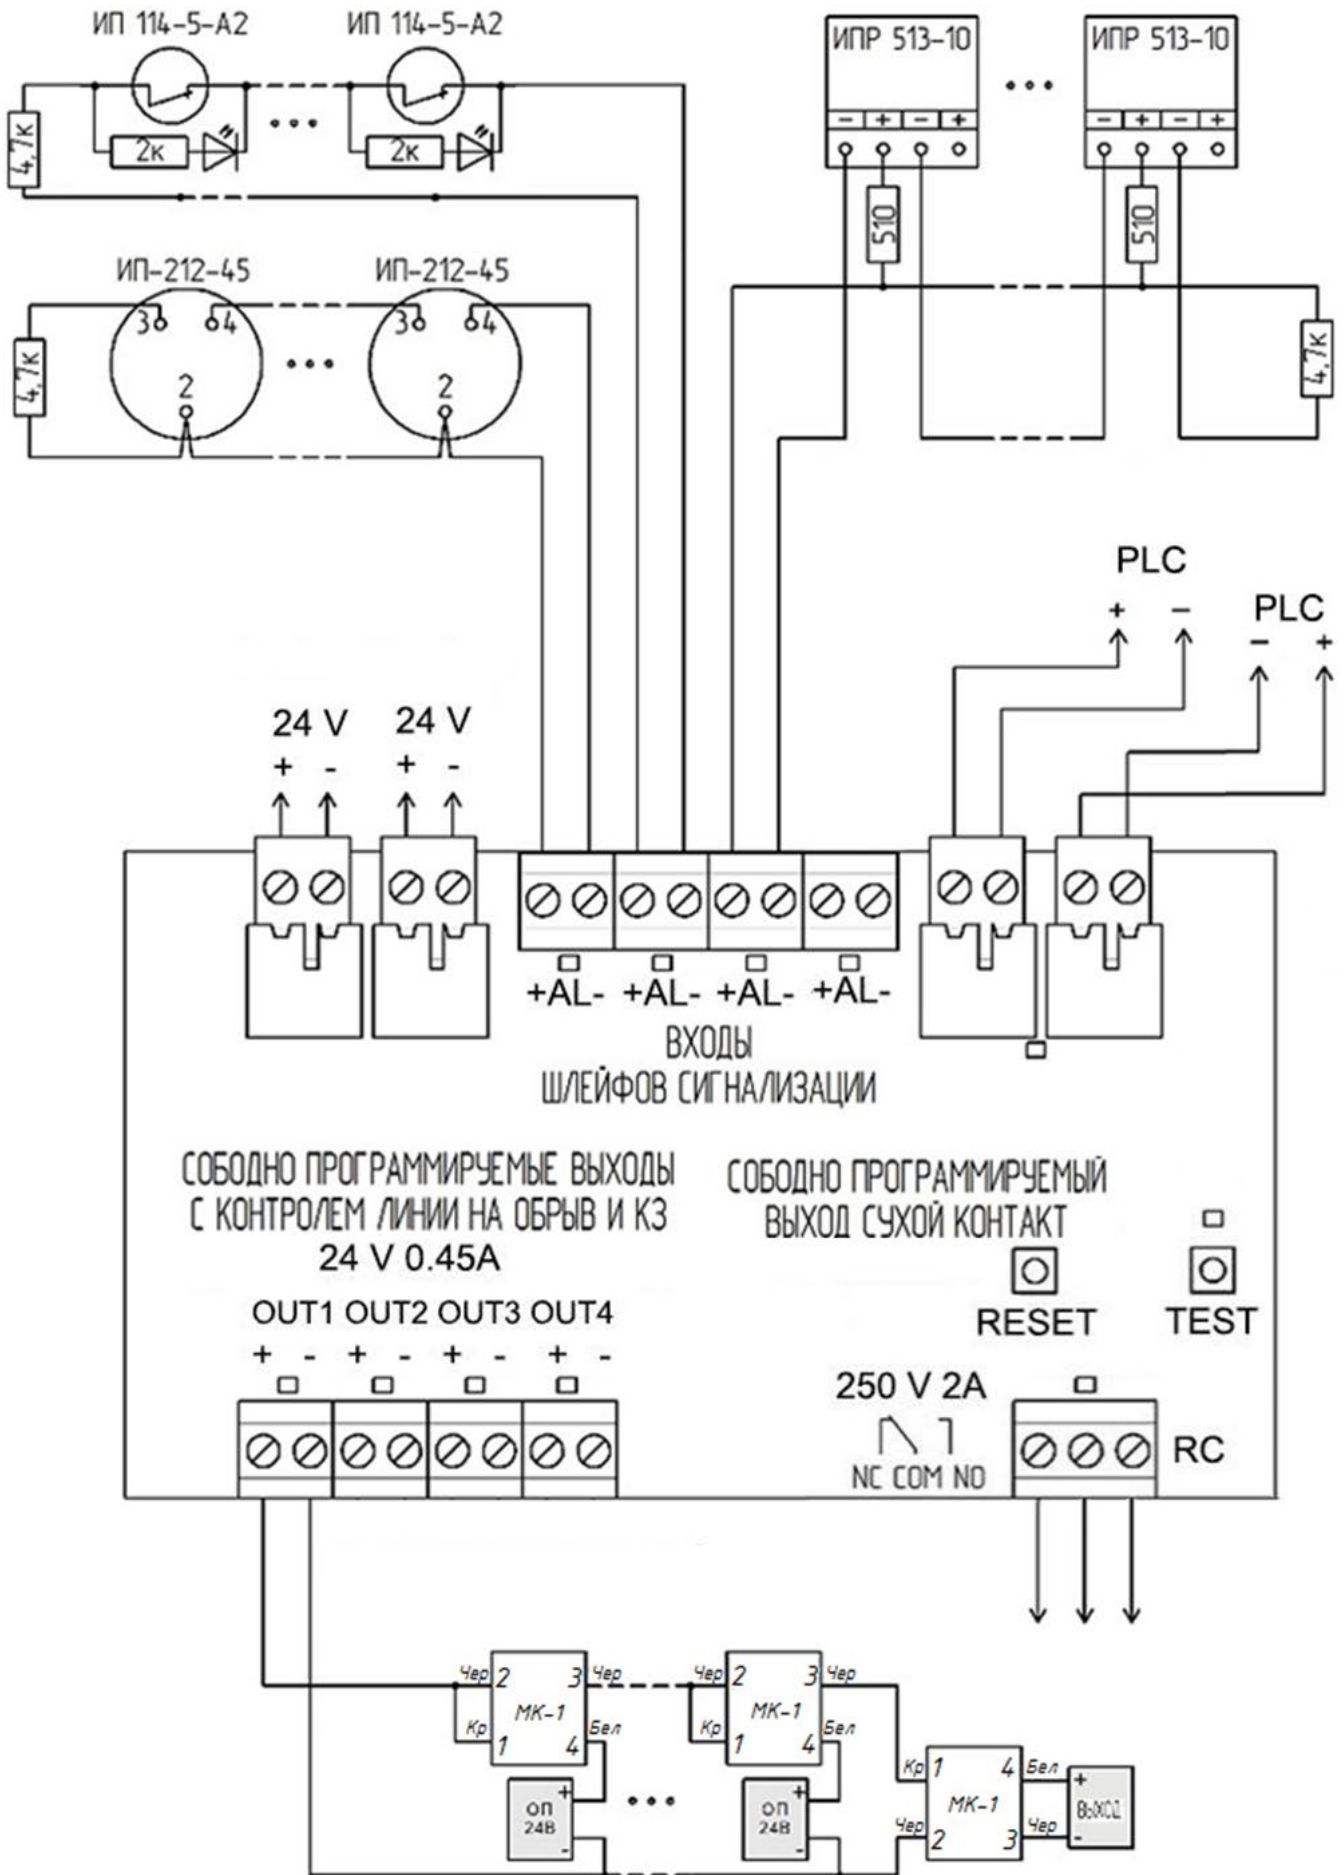 ИП 114-5-А2 ИП 114-5-А2
ИПР 513-10 ИПР 513-10
- + - + - + - +
4,7к 2к 2к
510 510
ИП-212-45 ИП-212-45
3 4 3 4
4,7к 4,7к
2 2
PLC
+ -
PLC
- +
24 V 24 V
+ - + -
+AL- +AL- +AL- +AL-
ВХОДЫ
ШЛЕЙФОВ СИГНАЛИЗАЦИИ
СОБОДНО ПРОГРАММИРУЕМЫЕ ВЫХОДЫ
С КОНТРОЛЕМ ЛИНИИ НА ОБРЫВ И КЗ
24 V 0.45A
СОБОДНО ПРОГРАММИРУЕМЫЙ
ВЫХОД СУХОЙ КОНТАКТ
RESET TEST
OUT1 OUT2 OUT3 OUT4
+ - + - + - + -
250 V 2A
NC COM NO
RC
Чер 2 3 Чер Чер 2 3 Чер
МК-1 МК-1
Кр 1 4 Бел Кр 1 4 Бел
Кр 1 4 Бел +
ОП
24В
+ -
ОП
24В
+ -
МК-1
ВЫХОД
Чер 2 3 Чер -